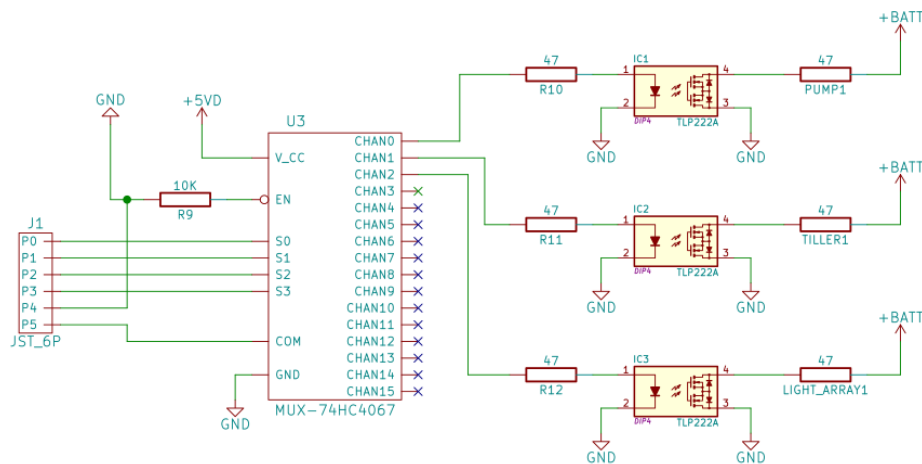 GND
+5VD
U3
V_CC
EN
S0
S1
S2
S3
COM
GND
CHAN0
CHAN1
CHAN2
CHAN3
CHAN4
CHAN5
CHAN6
CHAN7
CHAN8
CHAN9
CHAN10
CHAN11
CHAN12
CHAN13
CHAN14
CHAN15
MUX-74HC4067
10K
R9
J1
P0
P1
P2
P3
P4
P5
JST_6P
GND
47
R10
IC1
1
2
4
3
DIP4
TLP222A
GND
GND
47
PUMP1
+BATT
47
R11
IC2
1
2
4
3
DIP4
TLP222A
GND
GND
47
TILLER1
+BATT
47
R12
IC3
1
2
4
3
DIP4
TLP222A
GND
GND
47
LIGHT_ARRAY1
+BATT